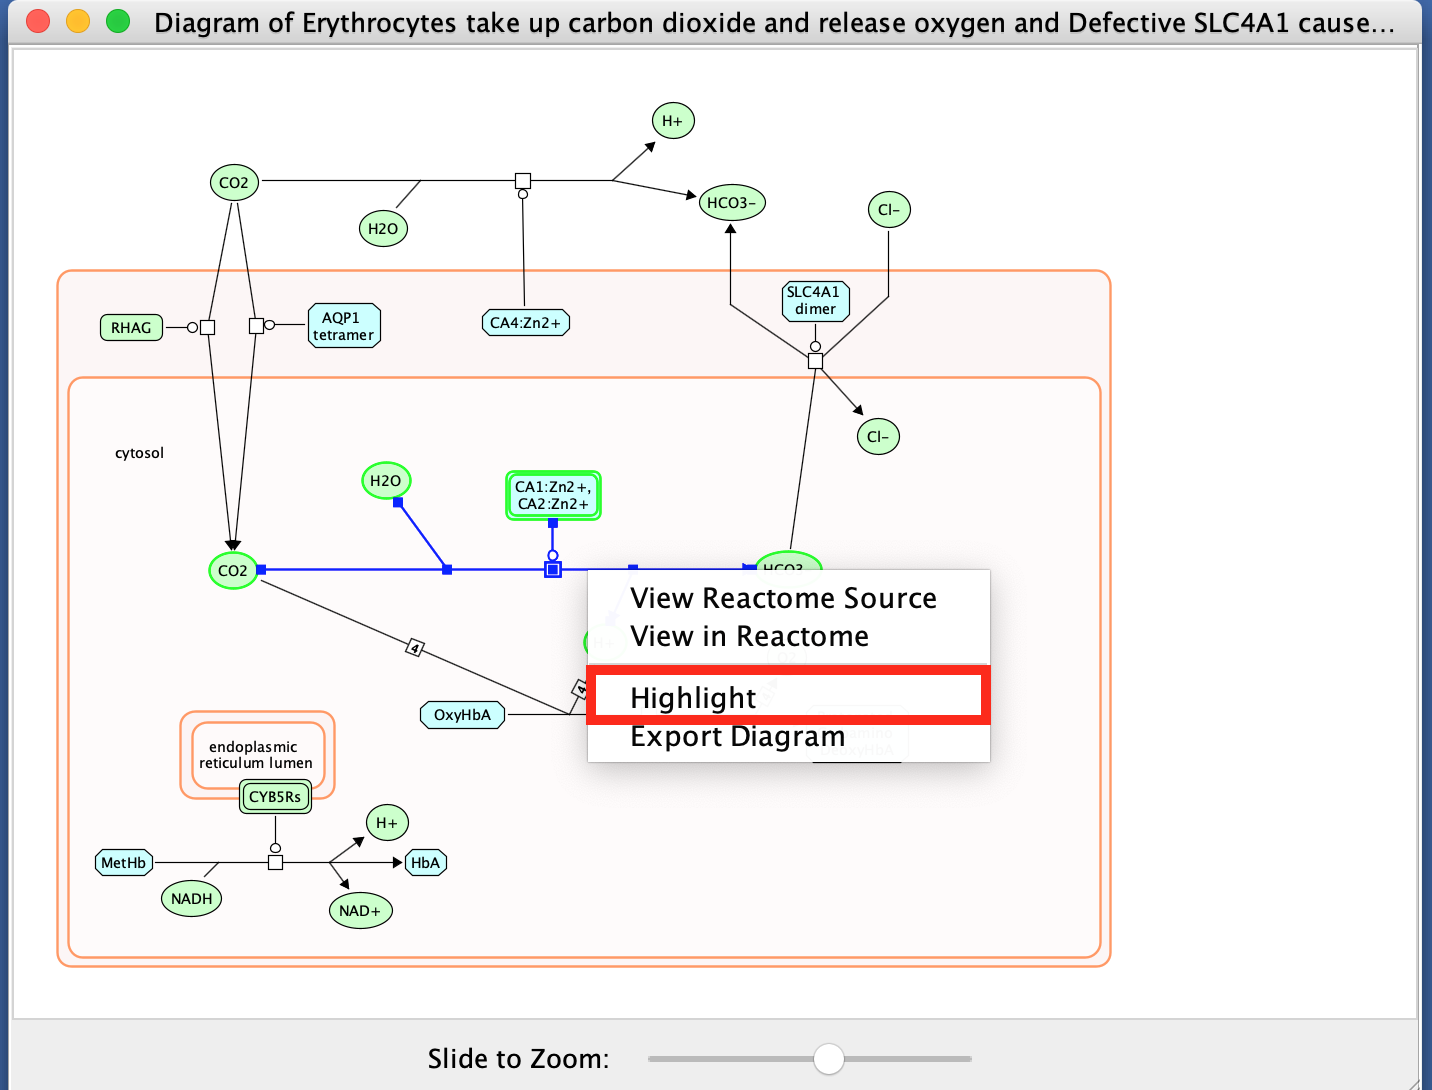 Diagram of Erythrocytes take up carbon dioxide and release oxygen and Defective SLC4A1 cause...
H+
CO2
HCO3-
Cl-
H2O
SLC4A1
dimer
RHAG
AQP1
tetramer
CA4:Zn2+
Cl-
cytosol
H2O
CA1:Zn2+,
CA2:Zn2+
CO2
HCO3-
View Reactome Source
View in Reactome
H+
4
4
Highlight
OxyHbA
Export Diagram
endoplasmic
reticulum lumen
CYB5Rs
H+
MetHb
HbA
NADH
NAD+
Slide to Zoom: